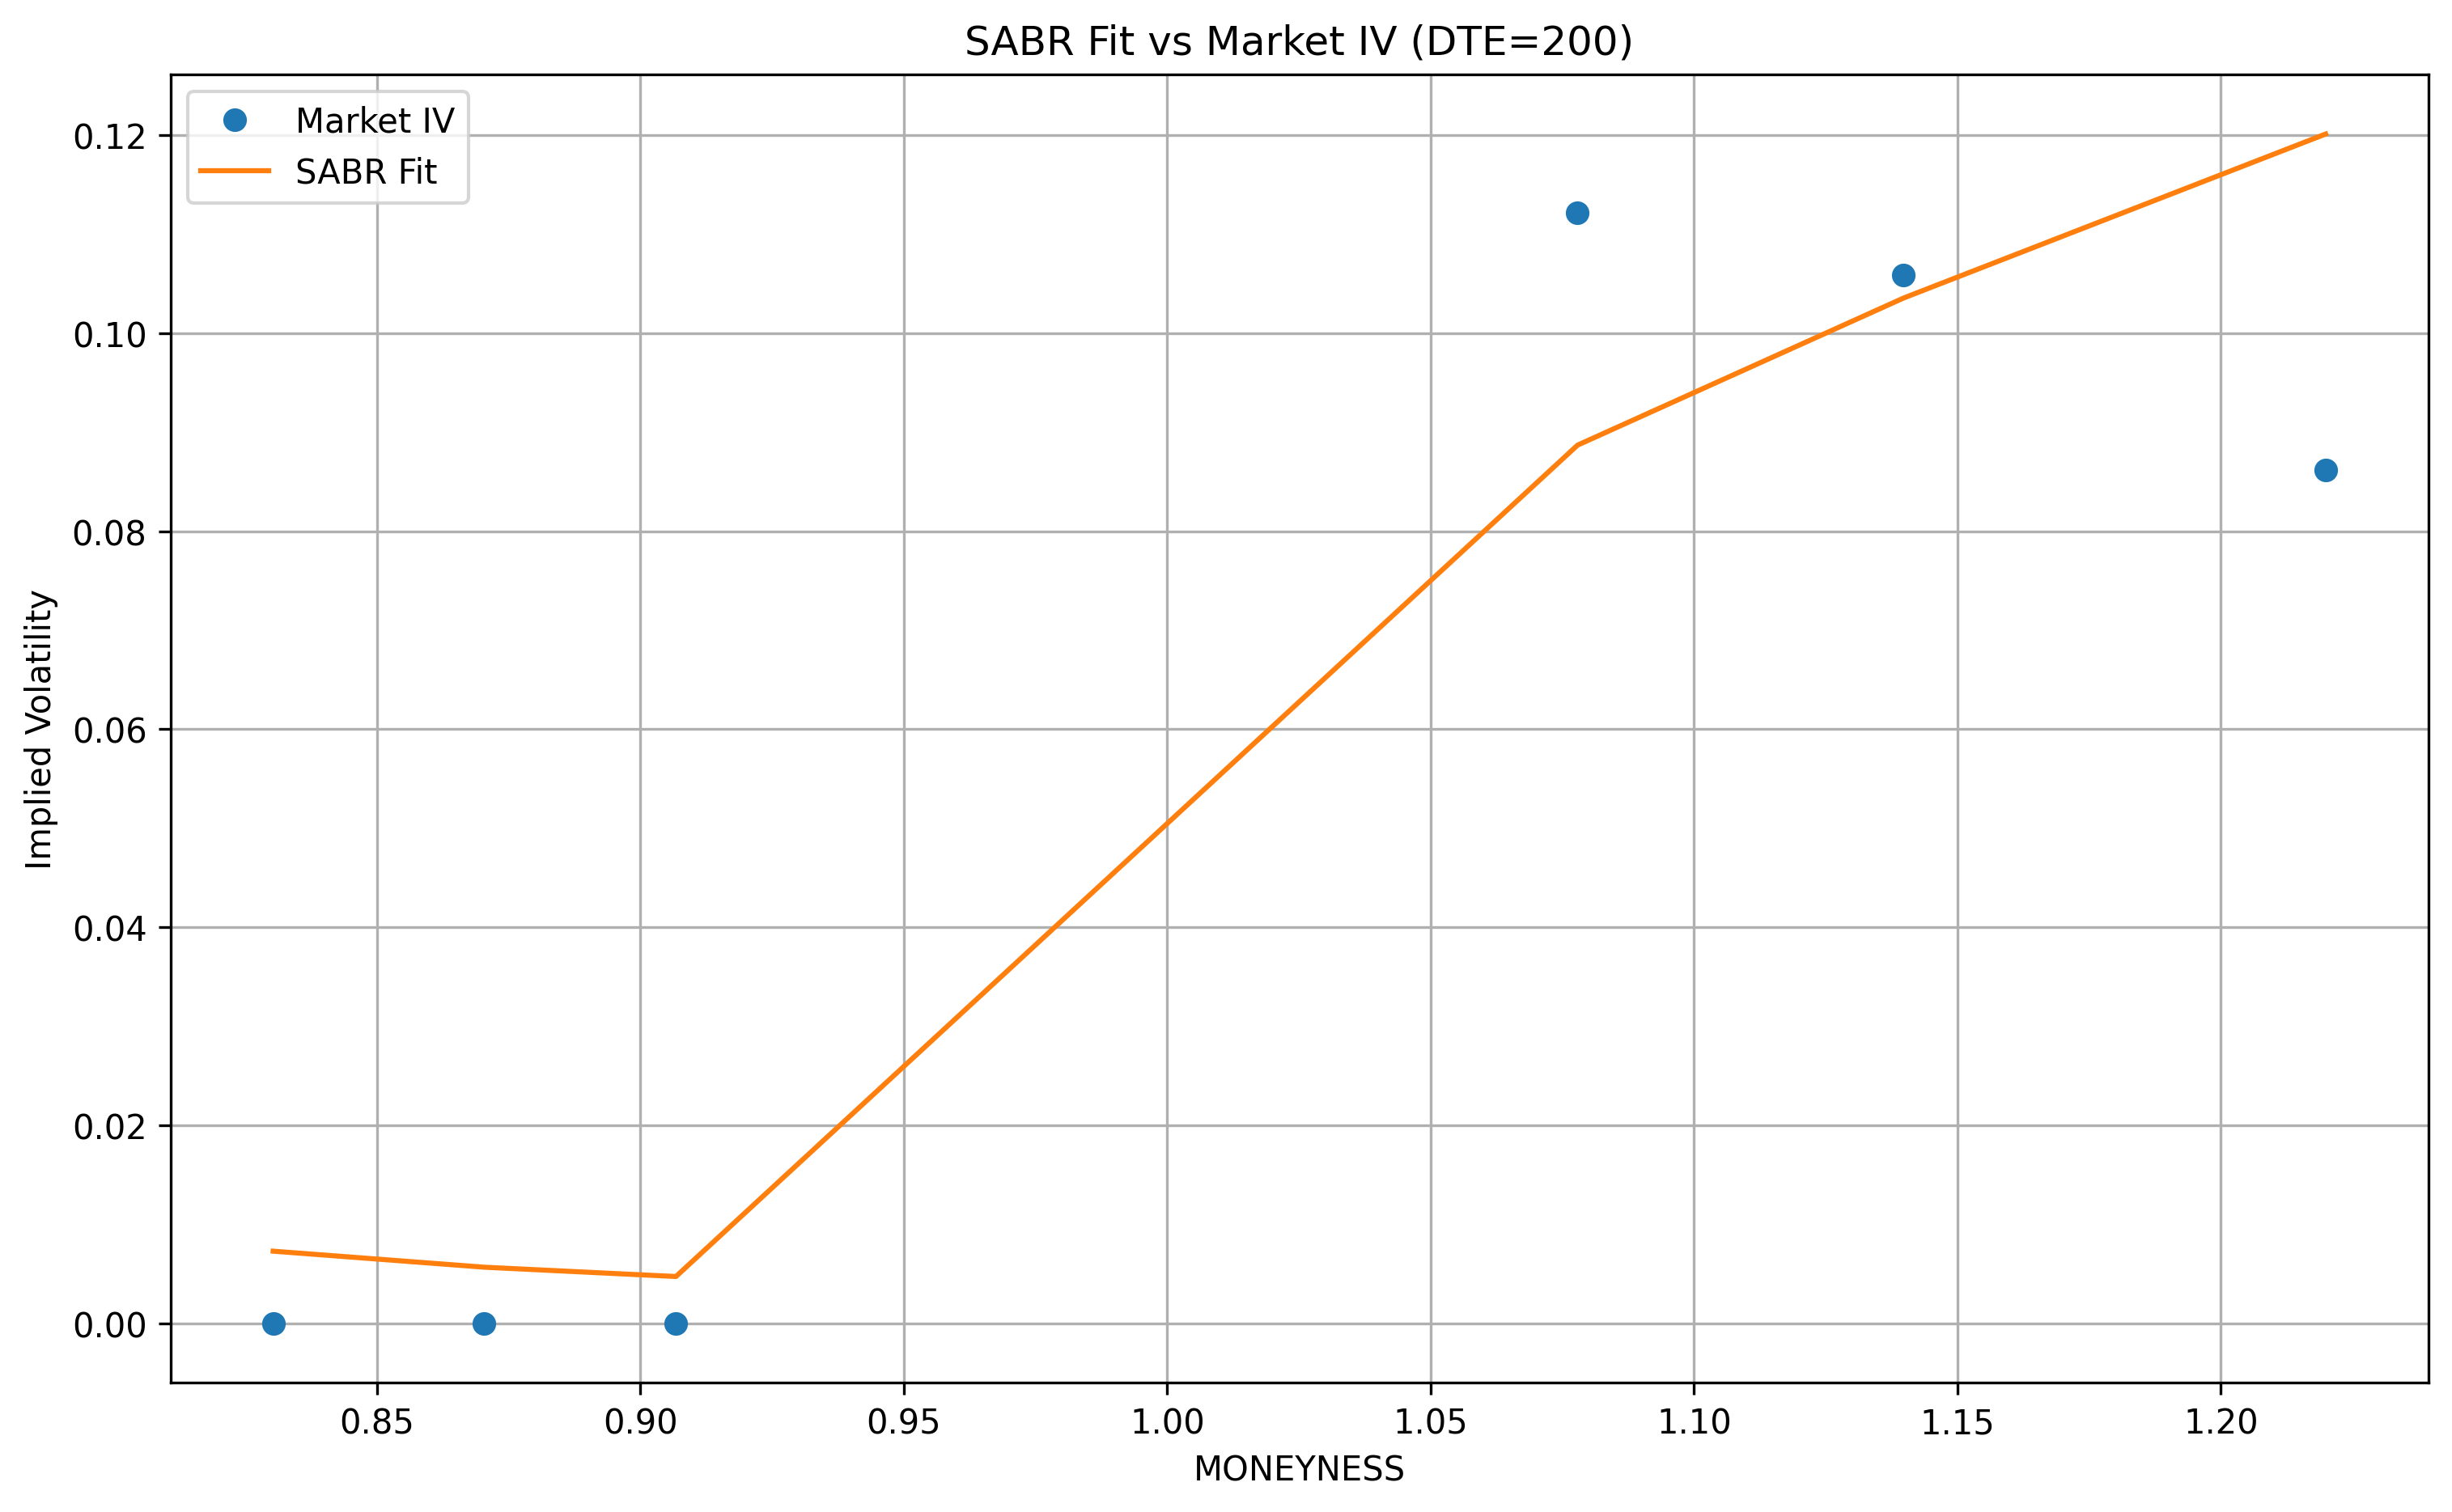 SABR Fit vs Market IV (DTE=200)
Market IV
SABR Fit
Implied Volatility
0.12
0.10
0.08
0.06
0.04
0.02
0.00
0.85 0.90 0.95 1.00 1.05 1.10 1.15 1.20
MONEYNESS